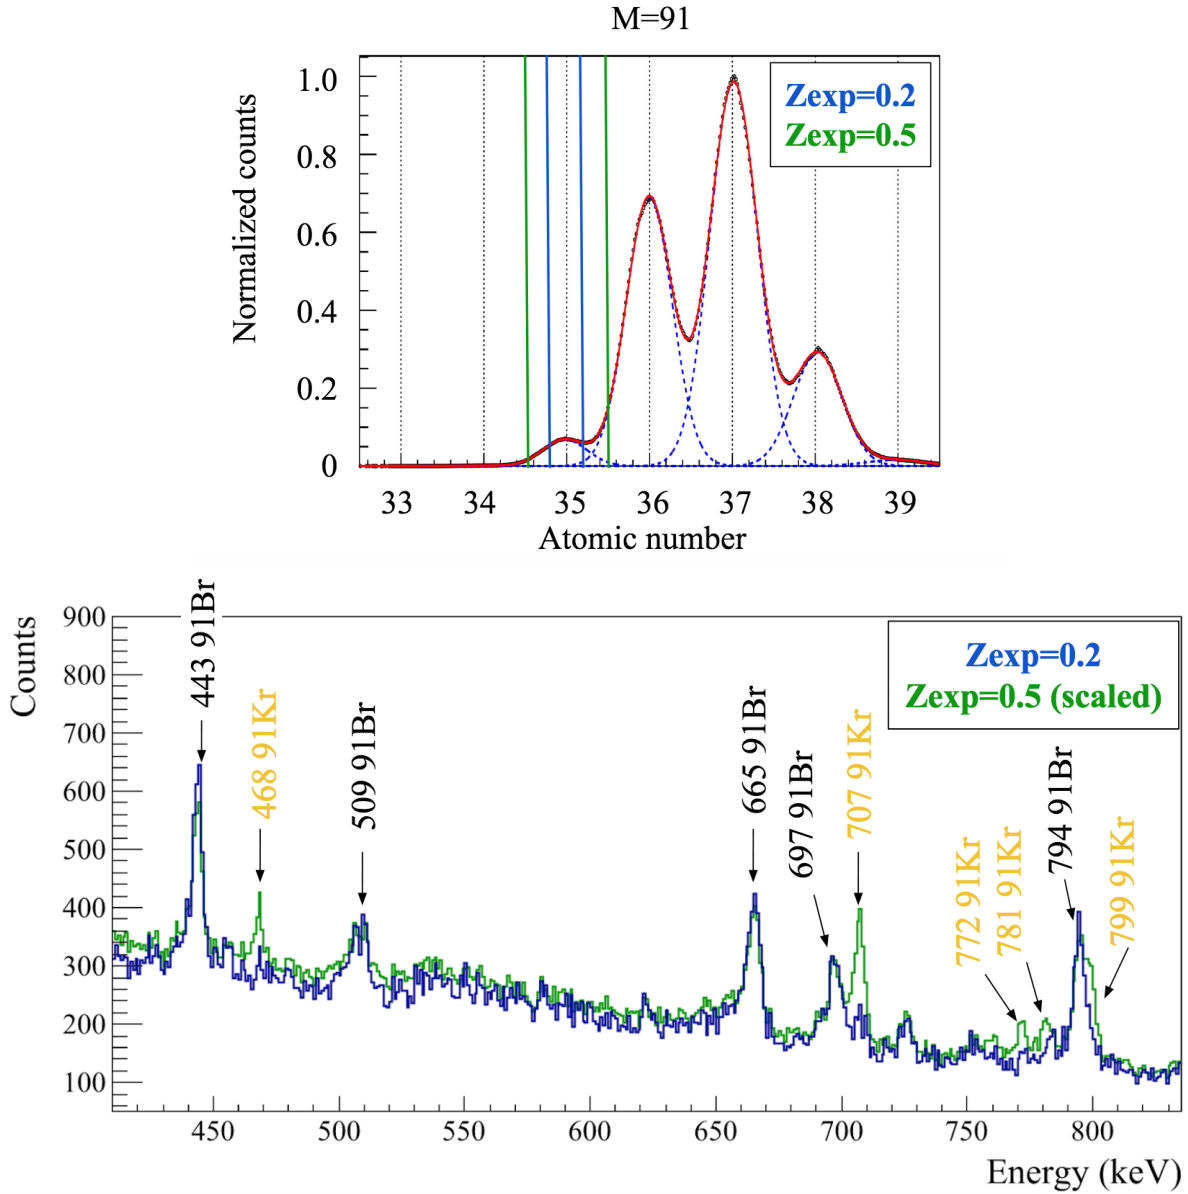 M=91
Normalized counts
1.0
0.8
0.6
0.4
0.2
0
Zexp=0.2
Zexp=0.5
33 34 35 36 37 38 39
Atomic number
Counts
900
800
700
600
500
400
300
200
100
443 91Br
468 91Kr
509 91Br
665 91Br
697 91Br
707 91Kr
772 91Kr
781 91Kr
794 91Br
799 91Kr
Zexp=0.2
Zexp=0.5 (scaled)
450 500 550 600 650 700 750 800
Energy (keV)